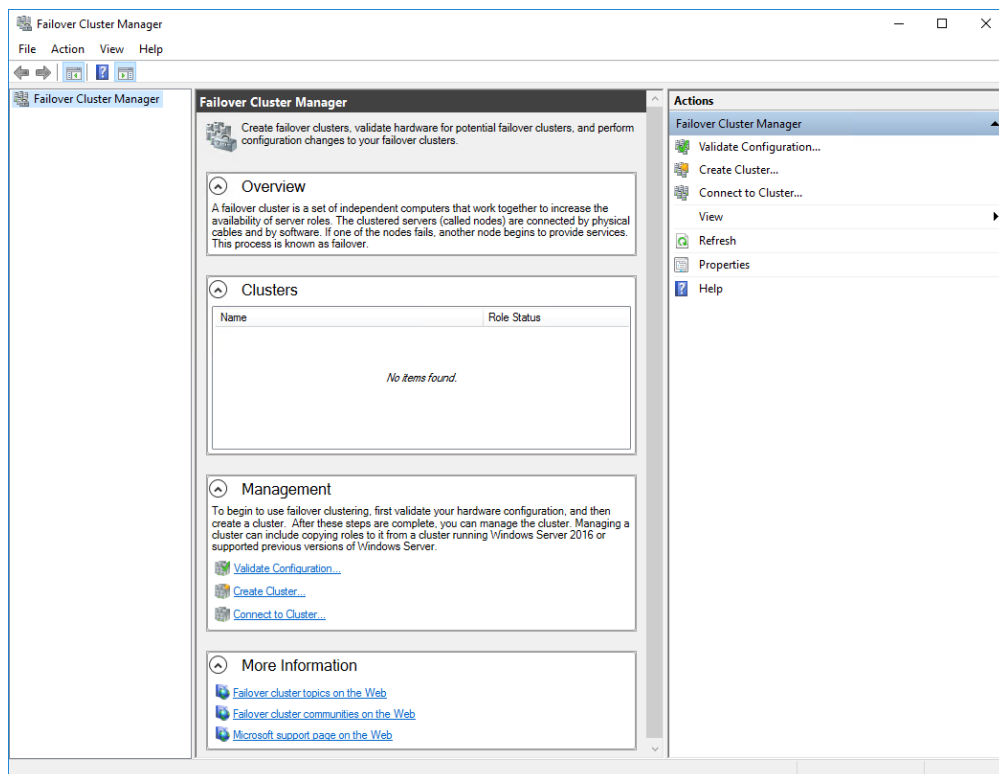 Failover Cluster Manager
File Action View Help
Failover Cluster Manager
Failover Cluster Manager
Create failover clusters, validate hardware for potential failover clusters, and perform
configuration changes to your failover clusters.
Overview
A failover cluster is a set of independent computers that work together to increase the
availability of server roles. The clustered servers (called nodes) are connected by physical
cables and by software. If one of the nodes fails, another node begins to provide services.
This process is known as failover.
Clusters
Name Role Status
No items found.
Management
To begin to use failover clustering, first validate your hardware configuration, and then
create a cluster. After these steps are complete, you can manage the cluster. Managing a
cluster can include copying roles to it from a cluster running Windows Server 2016 or
supported previous versions of Windows Server.
Validate Configuration...
Create Cluster...
Connect to Cluster...
More Information
Failover cluster topics on the Web
Failover cluster communities on the Web
Microsoft support page on the Web
Actions
Failover Cluster Manager
Validate Configuration...
Create Cluster...
Connect to Cluster...
View
Refresh
Properties
Help